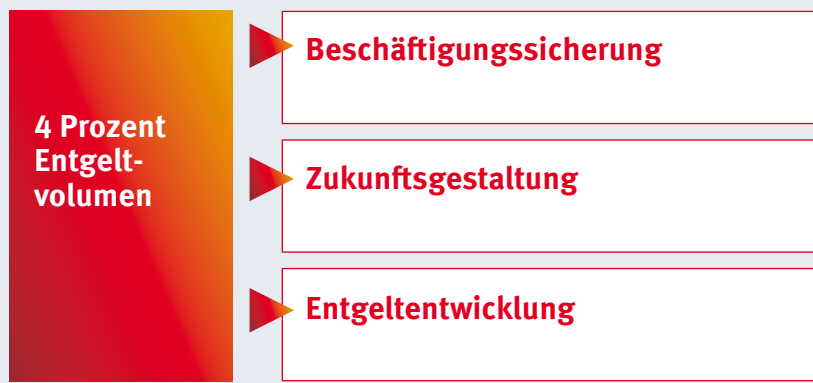 4 Prozent
Entgelt-
volumen
Beschäftigungssicherung
Zukunftsgestaltung
Entgeltentwicklung